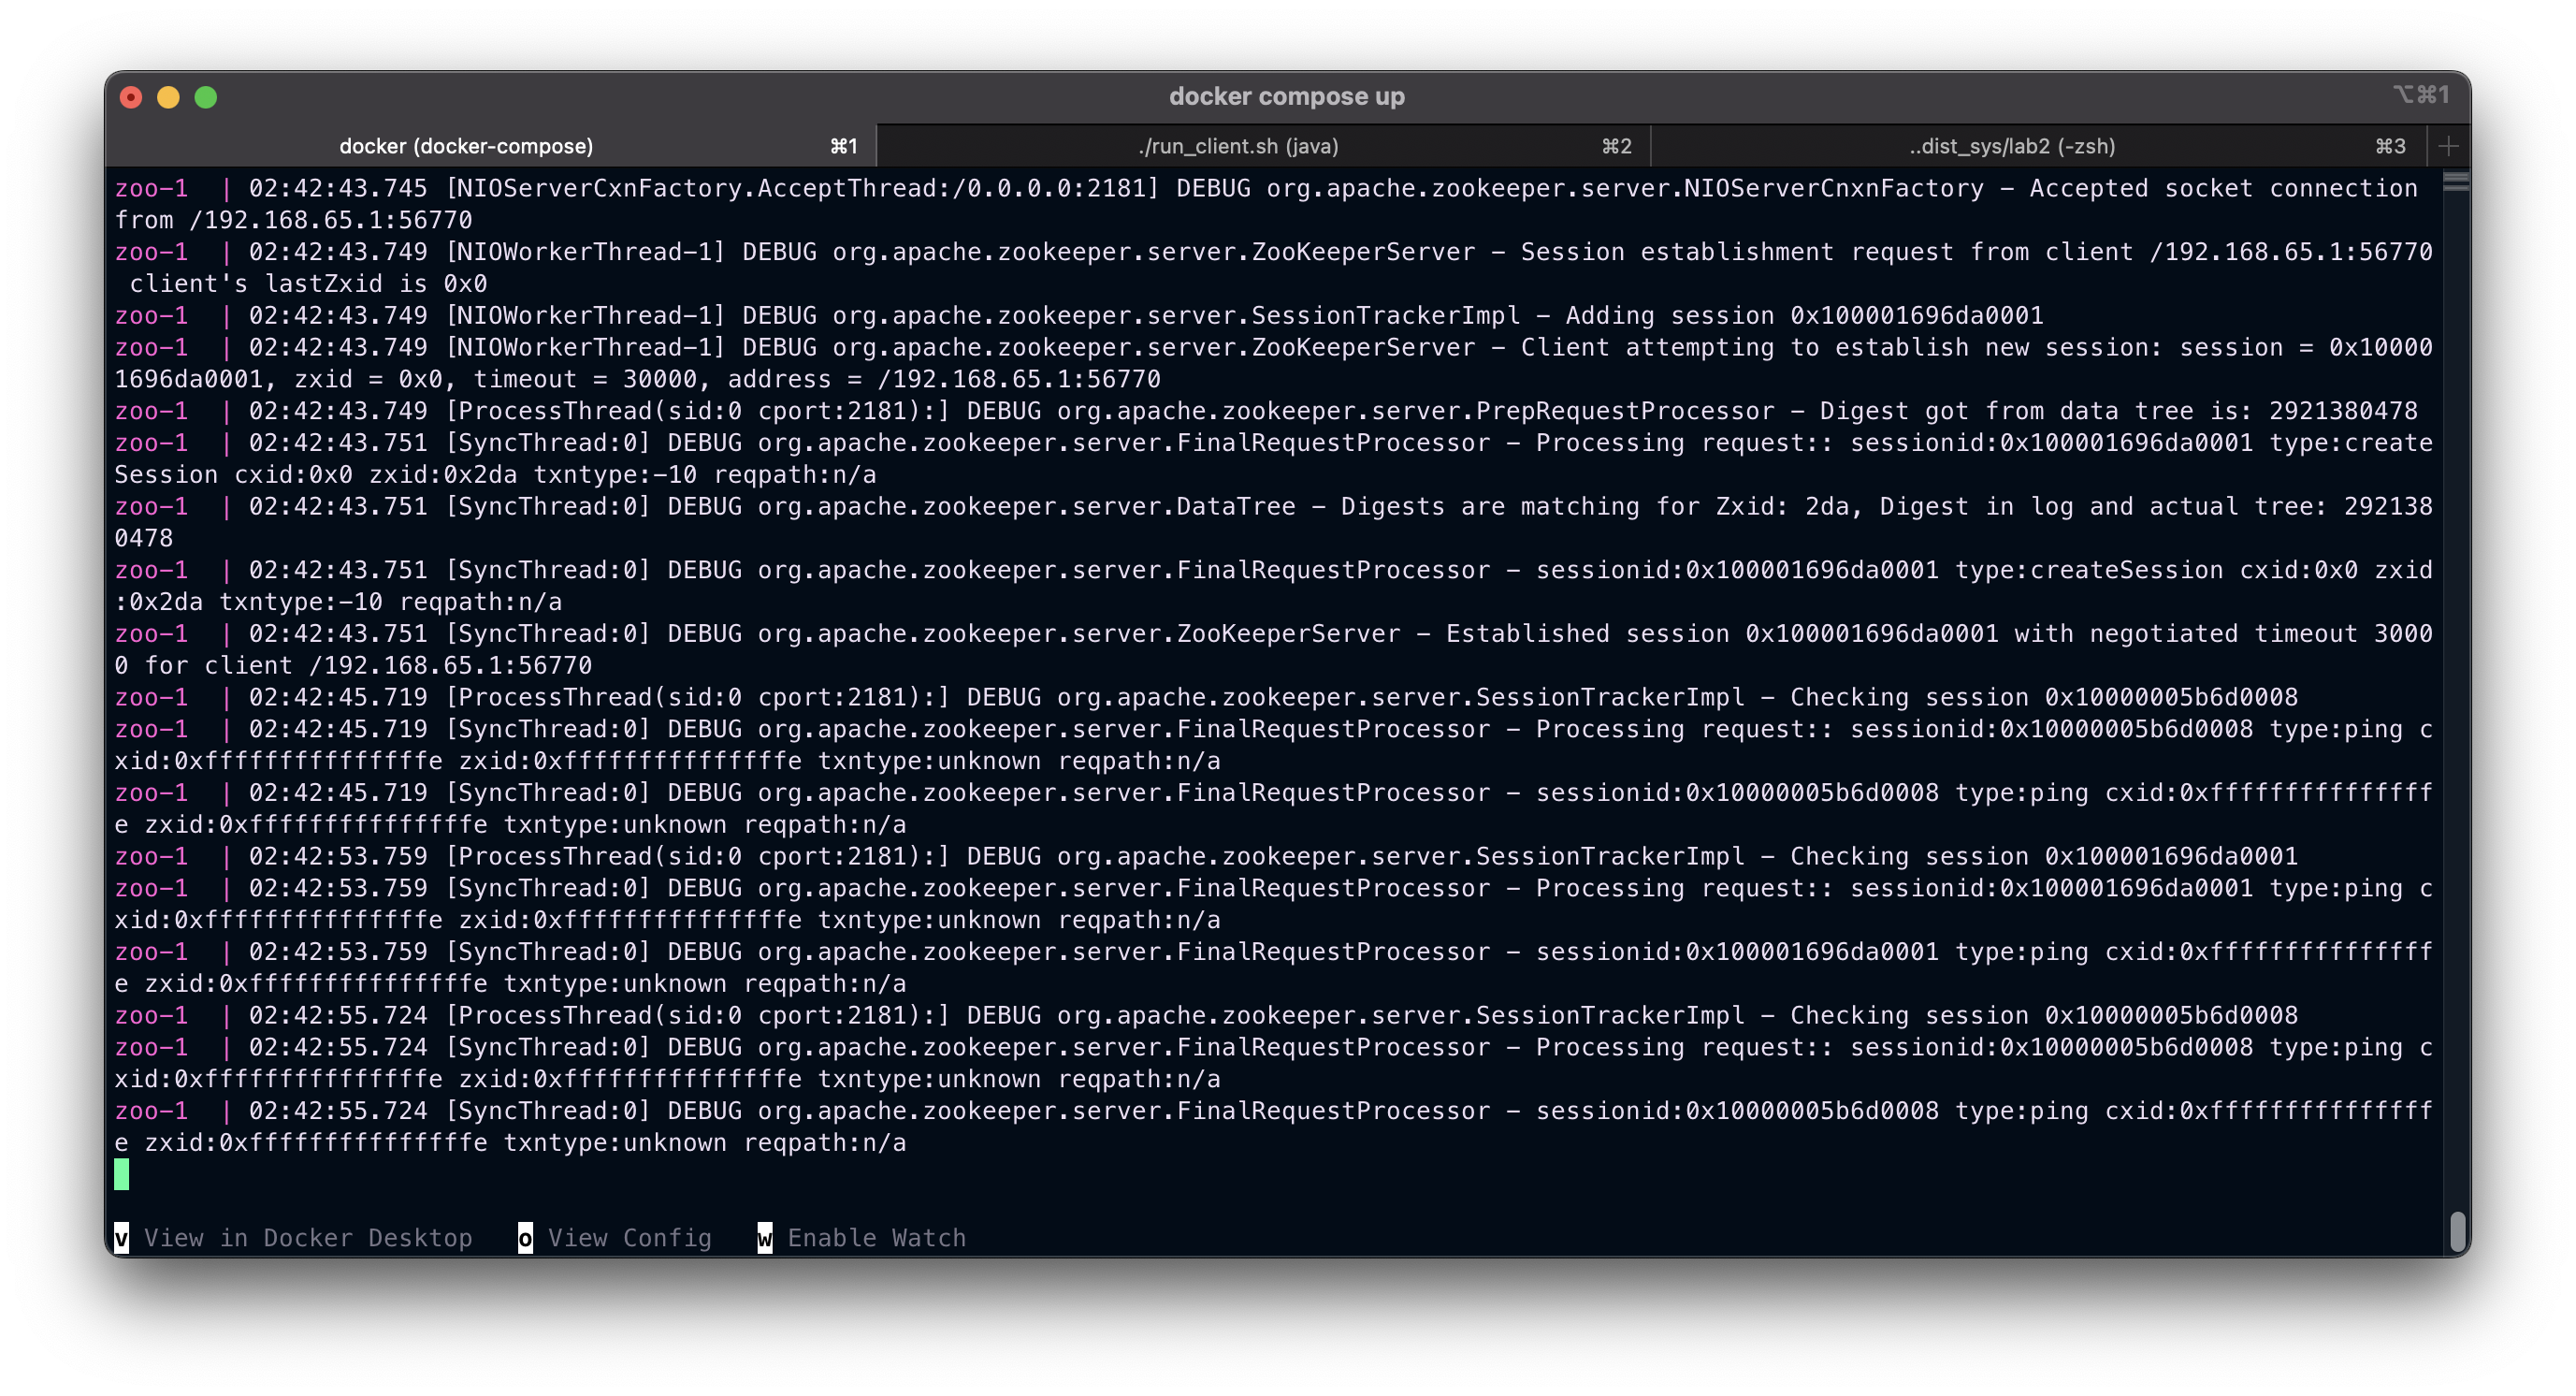 docker compose up
⌥⌘1
docker (docker-compose) ⌘1
./run_client.sh (java) ⌘2
..dist_sys/lab2 (-zsh) ⌘3
zoo-1  | 02:42:43.745 [NIOServerCxnFactory.AcceptThread:/0.0.0.0:2181] DEBUG org.apache.zookeeper.server.NIOServerCnxnFactory - Accepted socket connection
from /192.168.65.1:56770
zoo-1  | 02:42:43.749 [NIOWorkerThread-1] DEBUG org.apache.zookeeper.server.ZooKeeperServer - Session establishment request from client /192.168.65.1:56770
 client's lastZxid is 0x0
zoo-1  | 02:42:43.749 [NIOWorkerThread-1] DEBUG org.apache.zookeeper.server.SessionTrackerImpl - Adding session 0x100001696da0001
zoo-1  | 02:42:43.749 [NIOWorkerThread-1] DEBUG org.apache.zookeeper.server.ZooKeeperServer - Client attempting to establish new session: session = 0x10000
1696da0001, zxid = 0x0, timeout = 30000, address = /192.168.65.1:56770
zoo-1  | 02:42:43.749 [ProcessThread(sid:0 cport:2181):] DEBUG org.apache.zookeeper.server.PrepRequestProcessor - Digest got from data tree is: 2921380478
zoo-1  | 02:42:43.751 [SyncThread:0] DEBUG org.apache.zookeeper.server.FinalRequestProcessor - Processing request:: sessionid:0x100001696da0001 type:create
Session cxid:0x0 zxid:0x2da txntype:-10 reqpath:n/a
zoo-1  | 02:42:43.751 [SyncThread:0] DEBUG org.apache.zookeeper.server.DataTree - Digests are matching for Zxid: 2da, Digest in log and actual tree: 292138
0478
zoo-1  | 02:42:43.751 [SyncThread:0] DEBUG org.apache.zookeeper.server.FinalRequestProcessor - sessionid:0x100001696da0001 type:createSession cxid:0x0 zxid
:0x2da txntype:-10 reqpath:n/a
zoo-1  | 02:42:43.751 [SyncThread:0] DEBUG org.apache.zookeeper.server.ZooKeeperServer - Established session 0x100001696da0001 with negotiated timeout 3000
0 for client /192.168.65.1:56770
zoo-1  | 02:42:45.719 [ProcessThread(sid:0 cport:2181):] DEBUG org.apache.zookeeper.server.SessionTrackerImpl - Checking session 0x10000005b6d0008
zoo-1  | 02:42:45.719 [SyncThread:0] DEBUG org.apache.zookeeper.server.FinalRequestProcessor - Processing request:: sessionid:0x10000005b6d0008 type:ping c
xid:0xfffffffffffffffe zxid:0xfffffffffffffffe txntype:unknown reqpath:n/a
zoo-1  | 02:42:45.719 [SyncThread:0] DEBUG org.apache.zookeeper.server.FinalRequestProcessor - sessionid:0x10000005b6d0008 type:ping cxid:0xfffffffffffffff
e zxid:0xfffffffffffffffe txntype:unknown reqpath:n/a
zoo-1  | 02:42:53.759 [ProcessThread(sid:0 cport:2181):] DEBUG org.apache.zookeeper.server.SessionTrackerImpl - Checking session 0x100001696da0001
zoo-1  | 02:42:53.759 [SyncThread:0] DEBUG org.apache.zookeeper.server.FinalRequestProcessor - Processing request:: sessionid:0x100001696da0001 type:ping c
xid:0xfffffffffffffffe zxid:0xfffffffffffffffe txntype:unknown reqpath:n/a
zoo-1  | 02:42:53.759 [SyncThread:0] DEBUG org.apache.zookeeper.server.FinalRequestProcessor - sessionid:0x100001696da0001 type:ping cxid:0xfffffffffffffff
e zxid:0xfffffffffffffffe txntype:unknown reqpath:n/a
zoo-1  | 02:42:55.724 [ProcessThread(sid:0 cport:2181):] DEBUG org.apache.zookeeper.server.SessionTrackerImpl - Checking session 0x10000005b6d0008
zoo-1  | 02:42:55.724 [SyncThread:0] DEBUG org.apache.zookeeper.server.FinalRequestProcessor - Processing request:: sessionid:0x10000005b6d0008 type:ping c
xid:0xfffffffffffffffe zxid:0xfffffffffffffffe txntype:unknown reqpath:n/a
zoo-1  | 02:42:55.724 [SyncThread:0] DEBUG org.apache.zookeeper.server.FinalRequestProcessor - sessionid:0x10000005b6d0008 type:ping cxid:0xfffffffffffffff
e zxid:0xfffffffffffffffe txntype:unknown reqpath:n/a
v View in Docker Desktop   o View Config   w Enable Watch